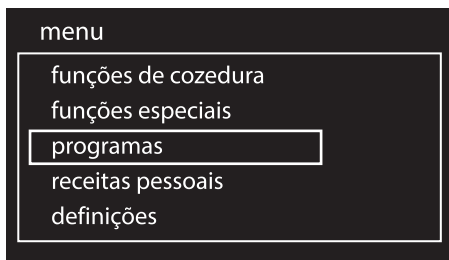 menu
funções de cozedura
funções especiais
programas
receitas pessoais
definições